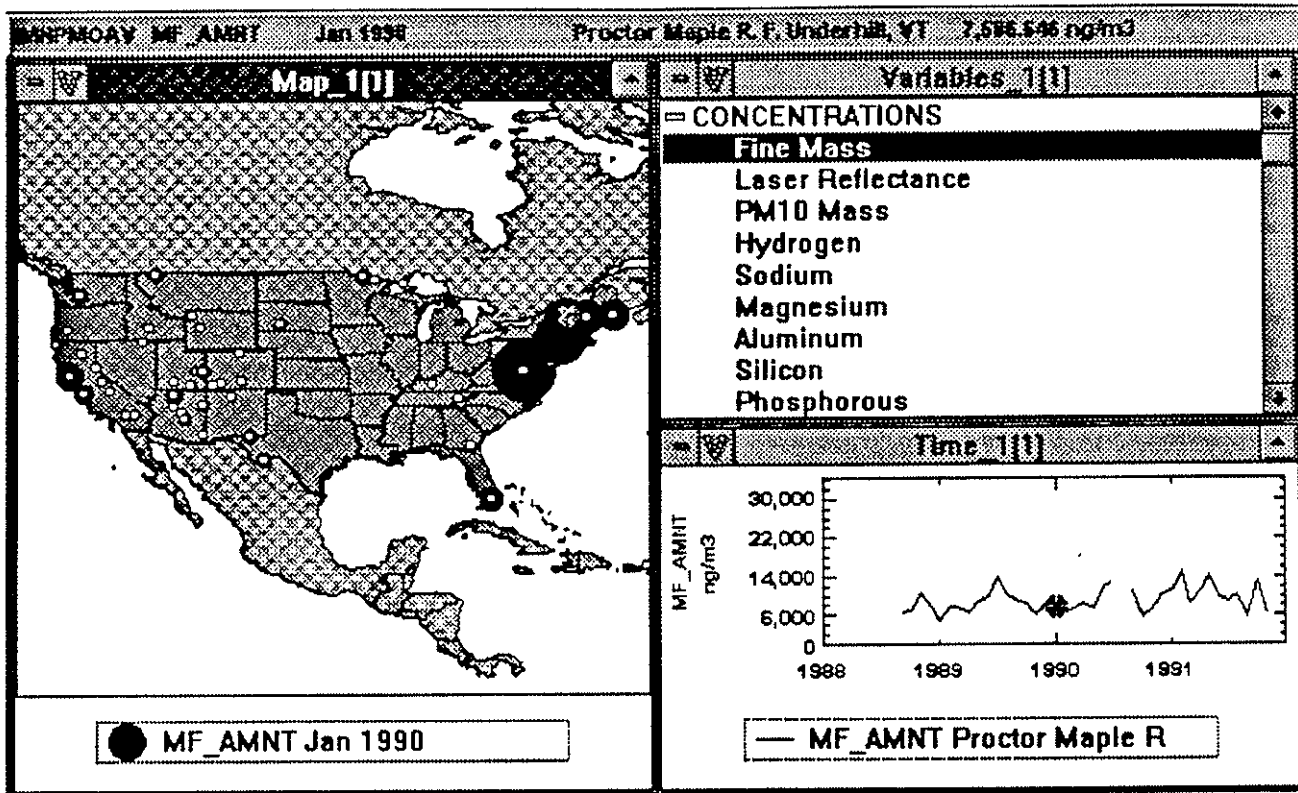 MF_AMNT Jan 1990 Proctor Maple R. F. Underhill, VT ng/m3
Map_1[1]
Variables_1[1]
CONCENTRATIONS
Fine Mass
Laser Reflectance
PM10 Mass
Hydrogen
Sodium
Magnesium
Aluminum
Silicon
Phosphorous
Time_1[1]
MF_AMNT
ng/m3
30,000
22,000
14,000
6,000
0
1988
1989
1990
1991
MF_AMNT Jan 1990
MF_AMNT Proctor Maple R